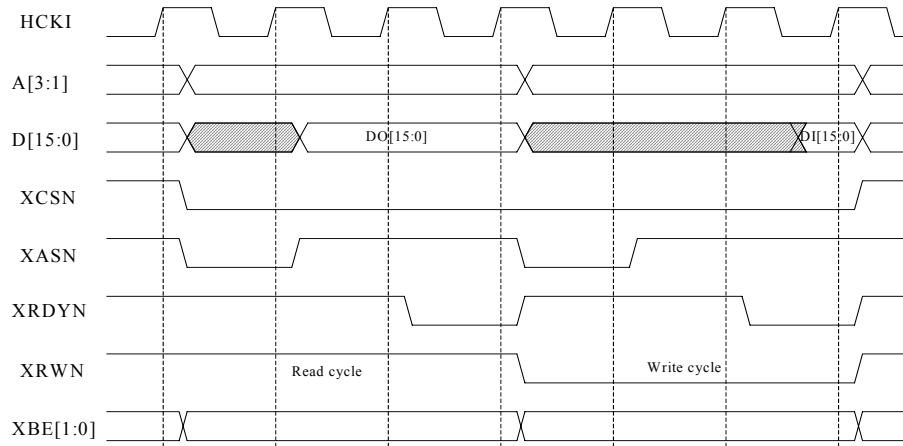 HCKI
A[3:1]
D[15:0]
DO[15:0]
DI[15:0]
XCSN
XASN
XRDYN
XRWN
Read cycle
Write cycle
XBE[1:0]